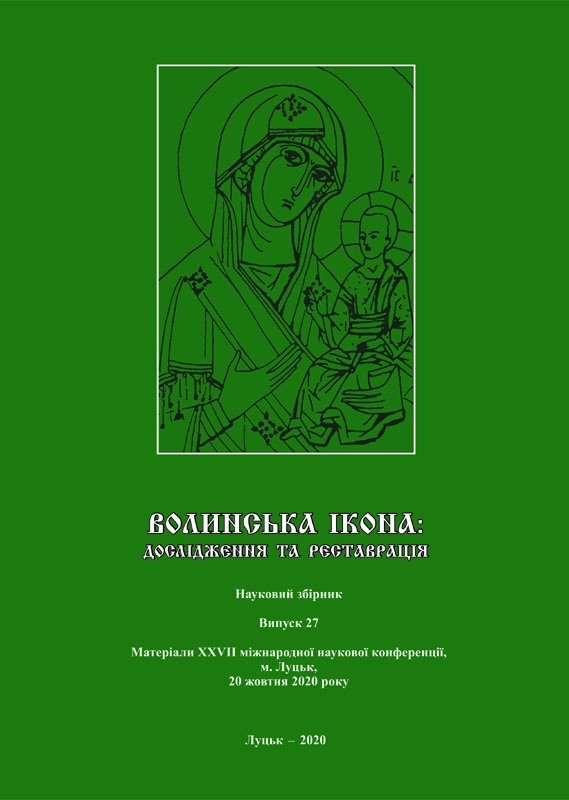 ІС
ВОЛИНСЬКА ІКОНА:
ДОСЛІДЖЕННЯ ТА РЕСТАВРАЦІЯ
Науковий збірник
Випуск 27
Матеріали XXVII міжнародної наукової конференції,
м. Луцьк,
20 жовтня 2020 року
Луцьк – 2020